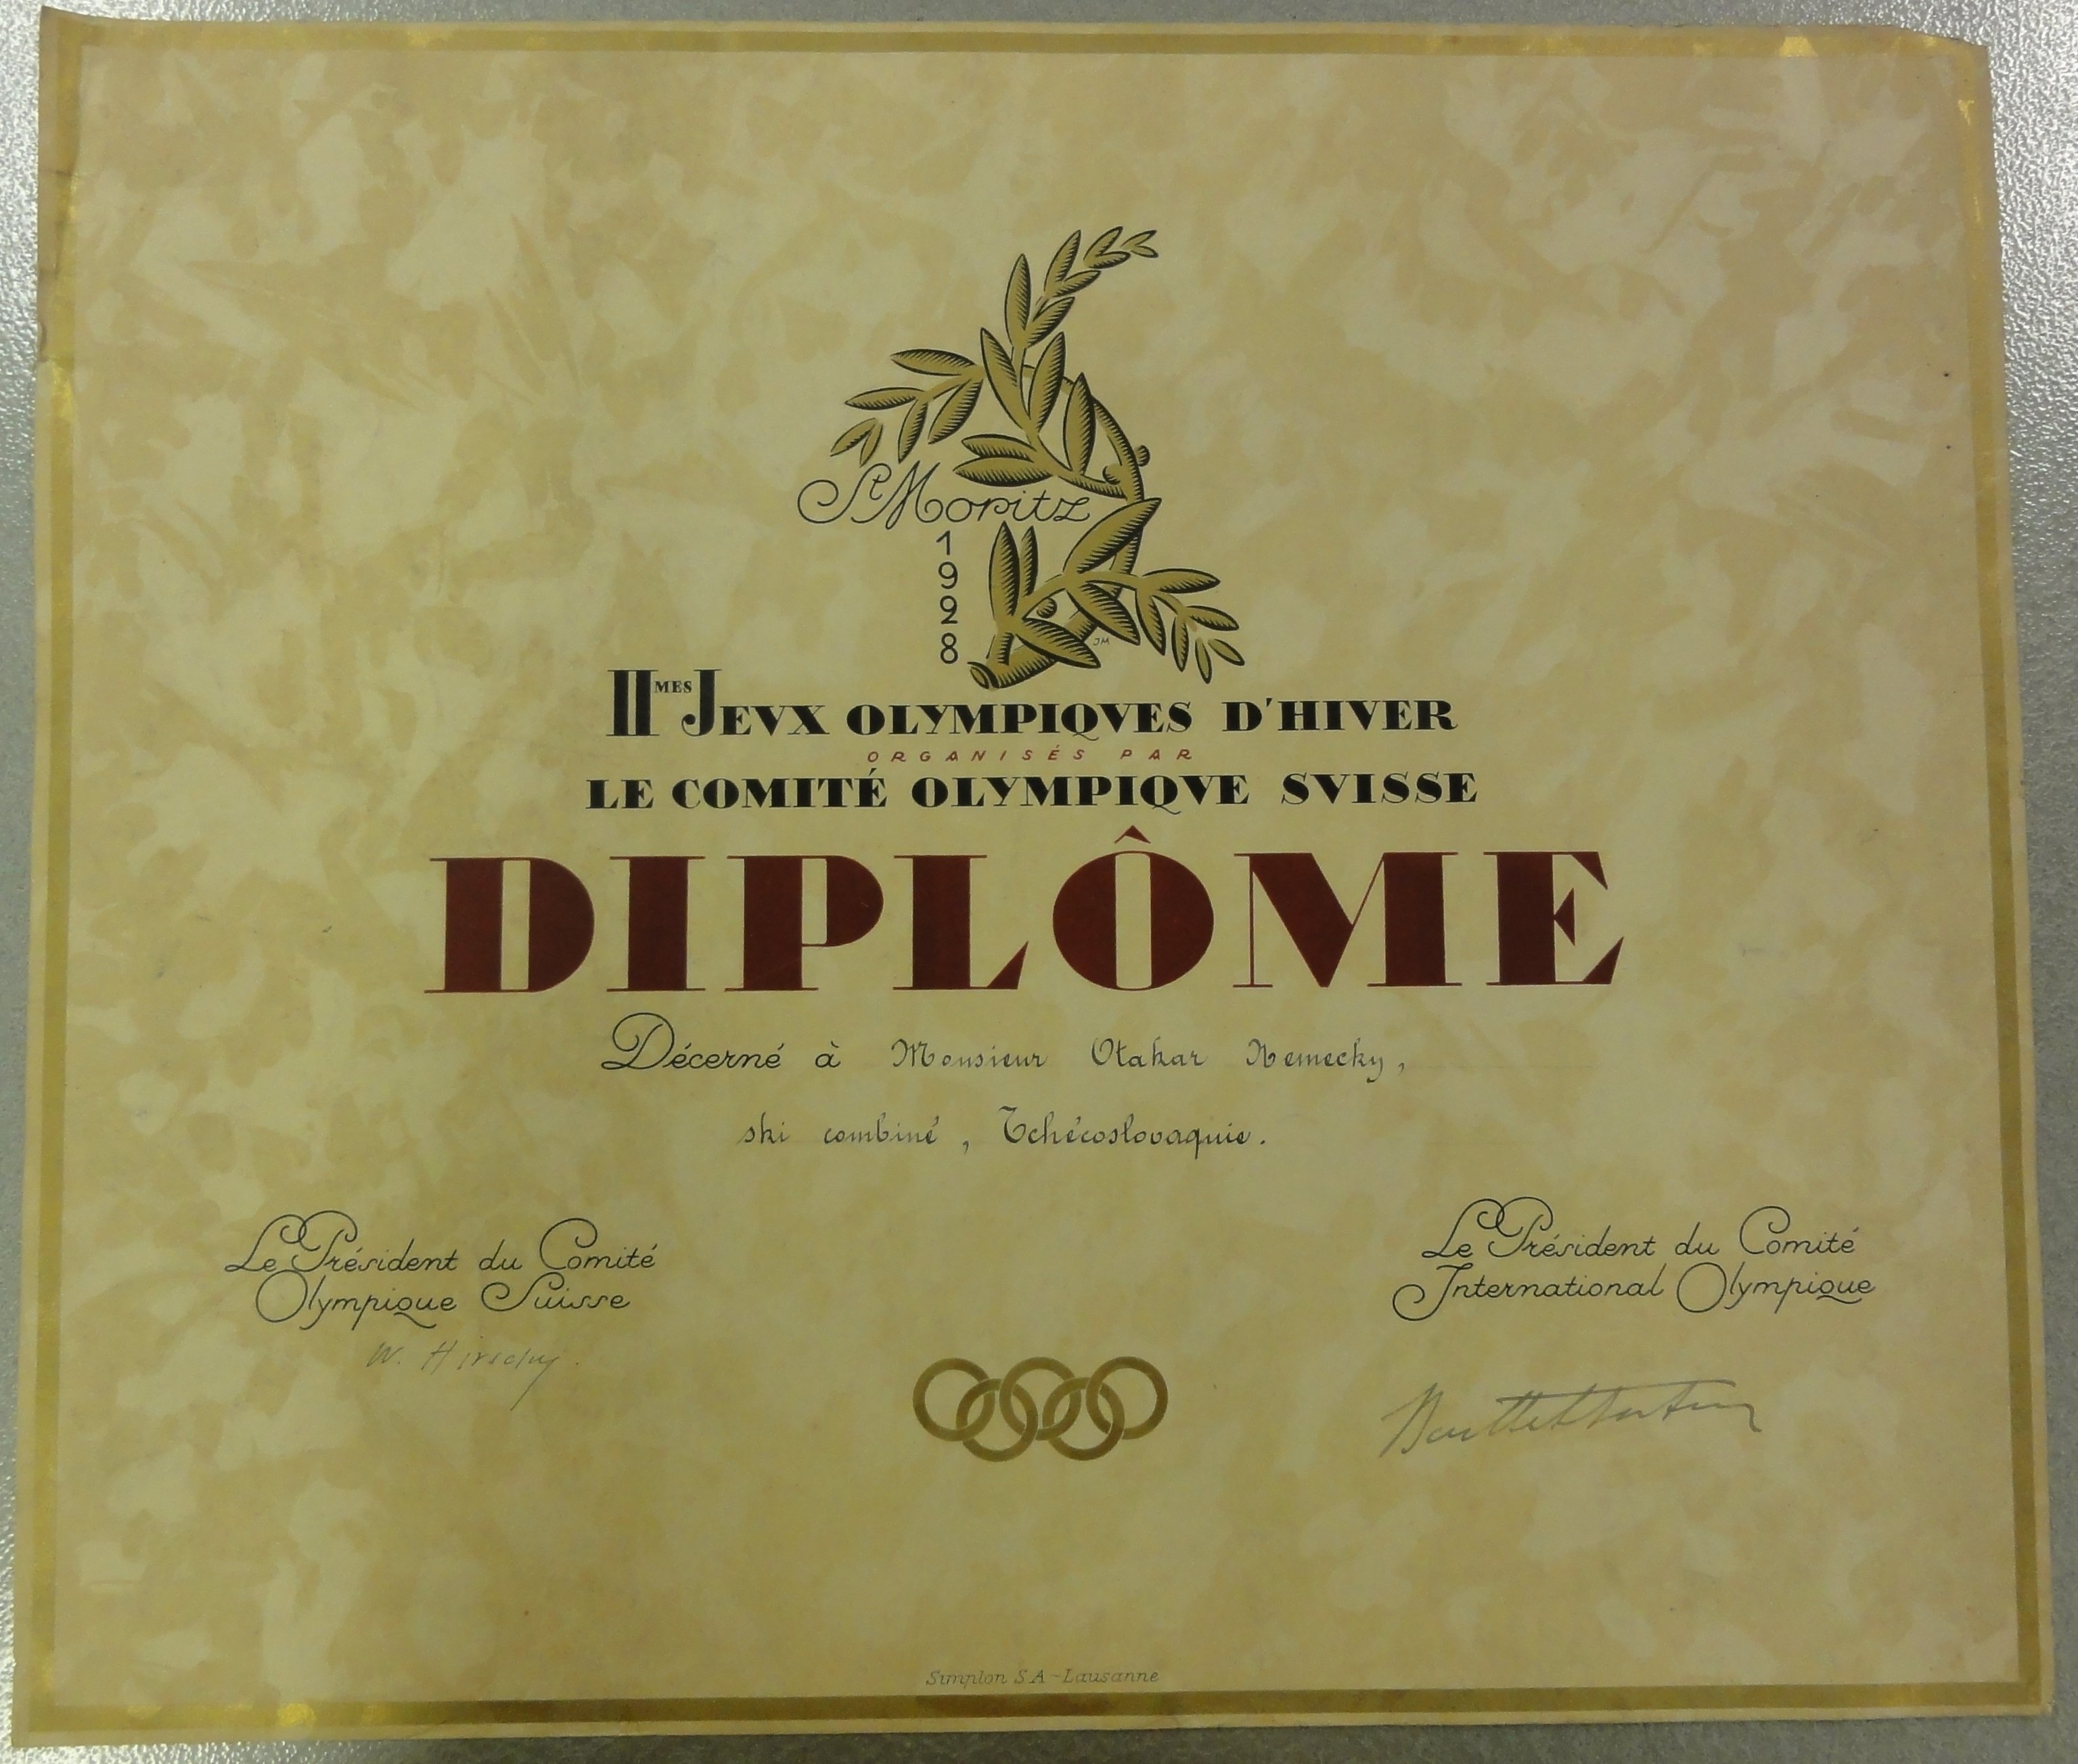 St Moritz
1928
JM
IIMES JEVX OLYMPIQVES D'HIVER
ORGANISÉS PAR
LE COMITÉ OLYMPIQVE SVISSE
DIPLÔME
Décerné à Monsieur Otakar Nemecky,
ski combiné, Tchécoslovaquie.
Le Président du Comité
Olympique Suisse
W. Hirschy.
Le Président du Comité
International Olympique
Simplon S A - Lausanne